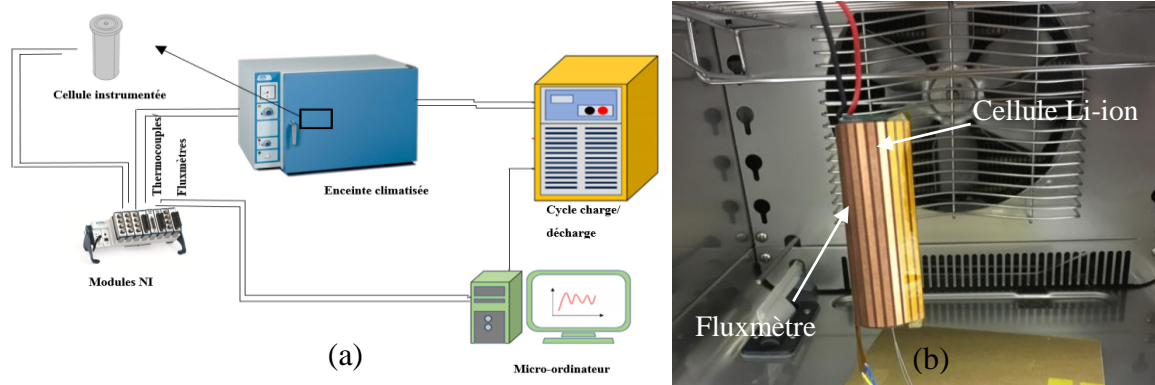 Cellule instrumentée
Thermocouples/
Fluxmètres
Enceinte climatisée
Cycle charge/
décharge
Modules NI
Micro-ordinateur
(a)
Cellule Li-ion
Fluxmètre
(b)